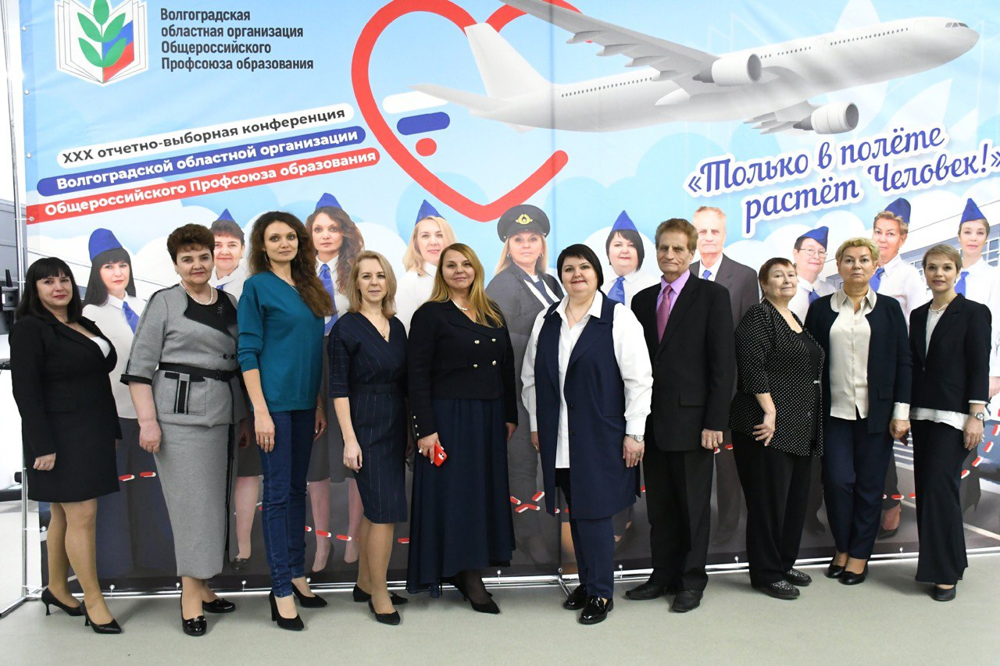 Волгоградская
областная организация
Общероссийского
Профсоюза образования
XXX отчетно-выборная конференция
Волгоградской областной организации
Общероссийского Профсоюза образования
«Только в полёте
растёт Человек!»